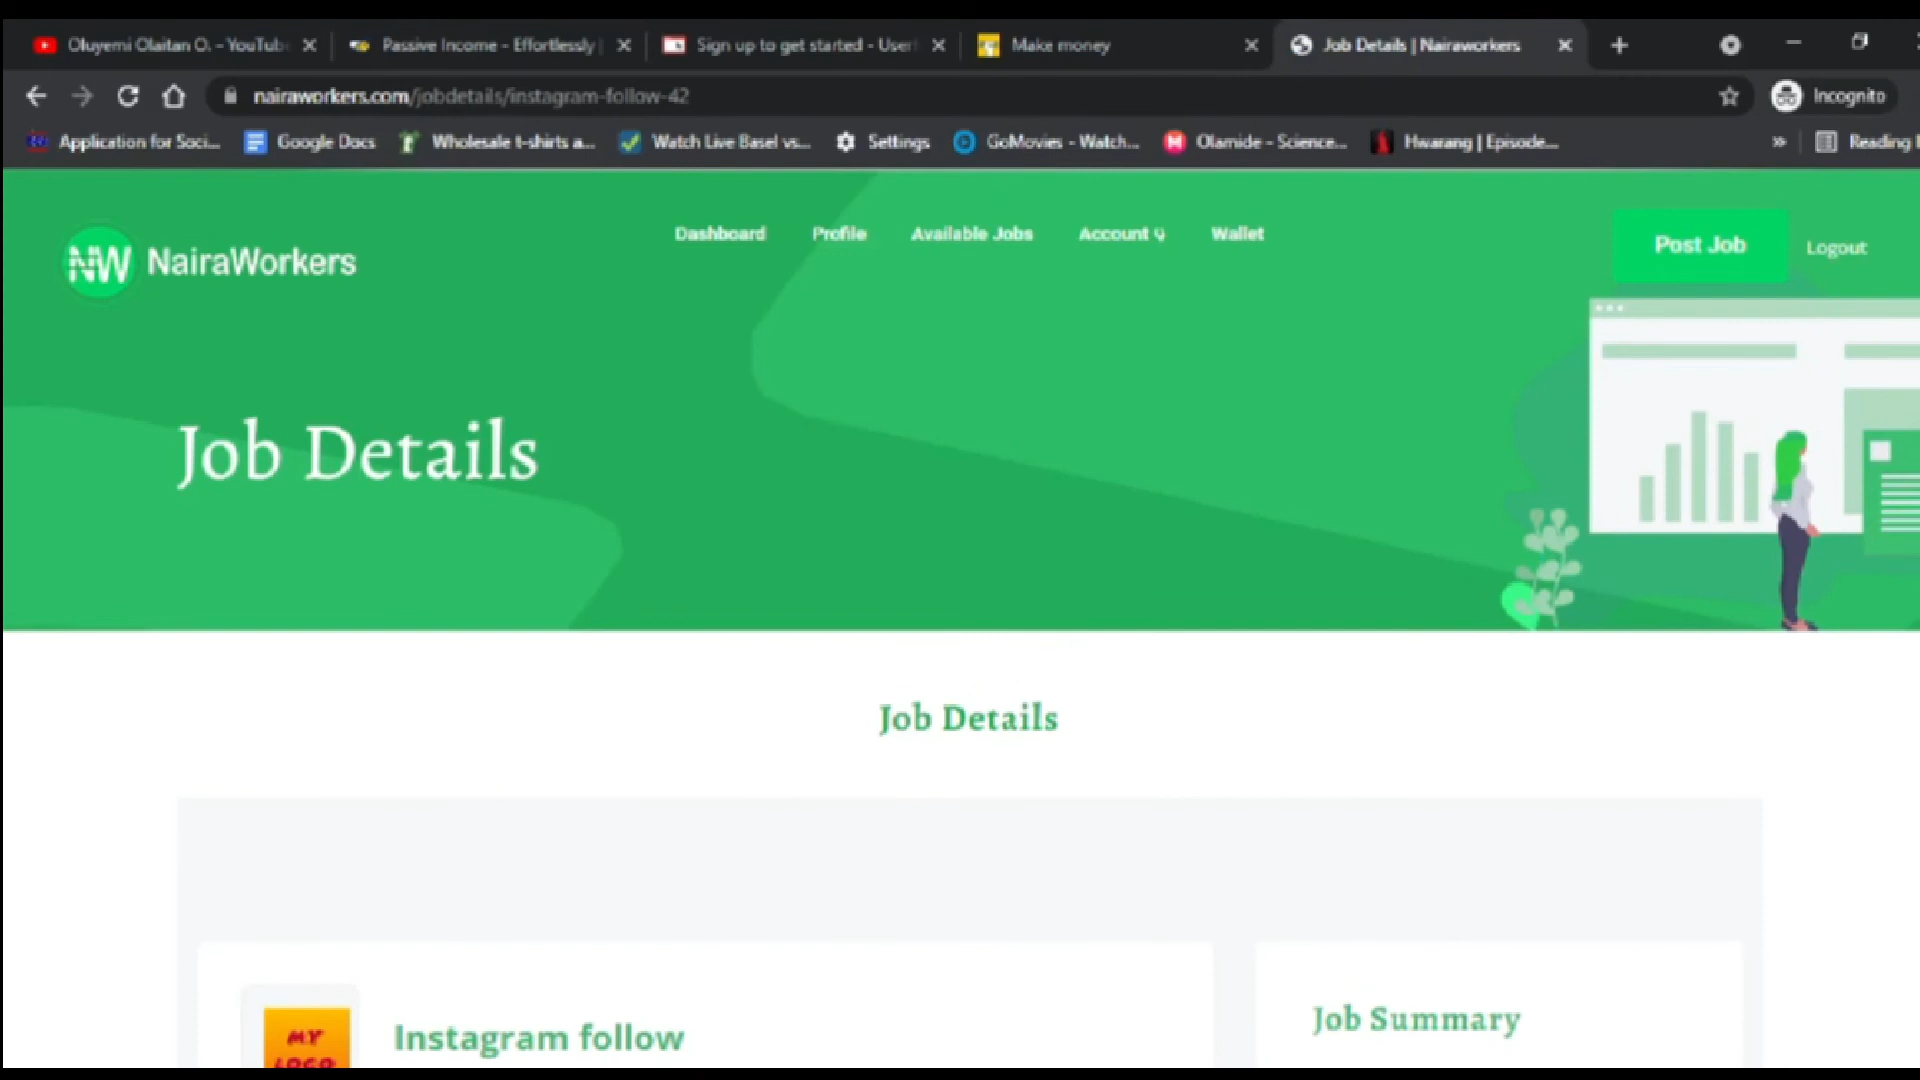 Oluyemi Olaitan O. - YouTub
Passive Income - Effortlessly
Sign up to get started - User
Make money
Job Details | Nairaworkers
nairaworkers.com/jobdetails/instagram-follow-42
Incognito
Application for Soci...
Google Docs
Wholesale t-shirts a...
Watch Live Basel vs...
Settings
GoMovies - Watch...
Olamide - Science...
Hwarang | Episode...
»
Reading
NW NairaWorkers
Dashboard
Profile
Available Jobs
Account
Wallet
Post Job
Logout
Job Details
Job Details
MY
LOGO
Instagram follow
Job Summary